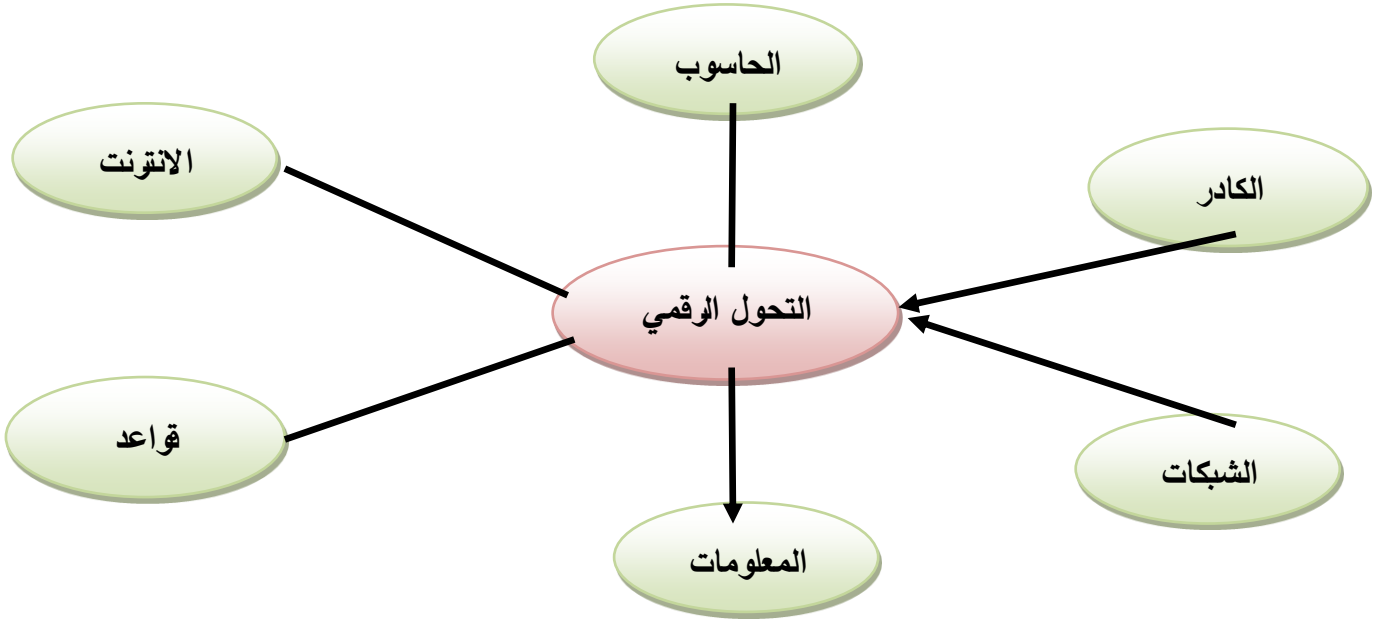 الحاسوب
الانترنت
الكادر
التحول الرقمي
قواعد
الشبكات
المعلومات